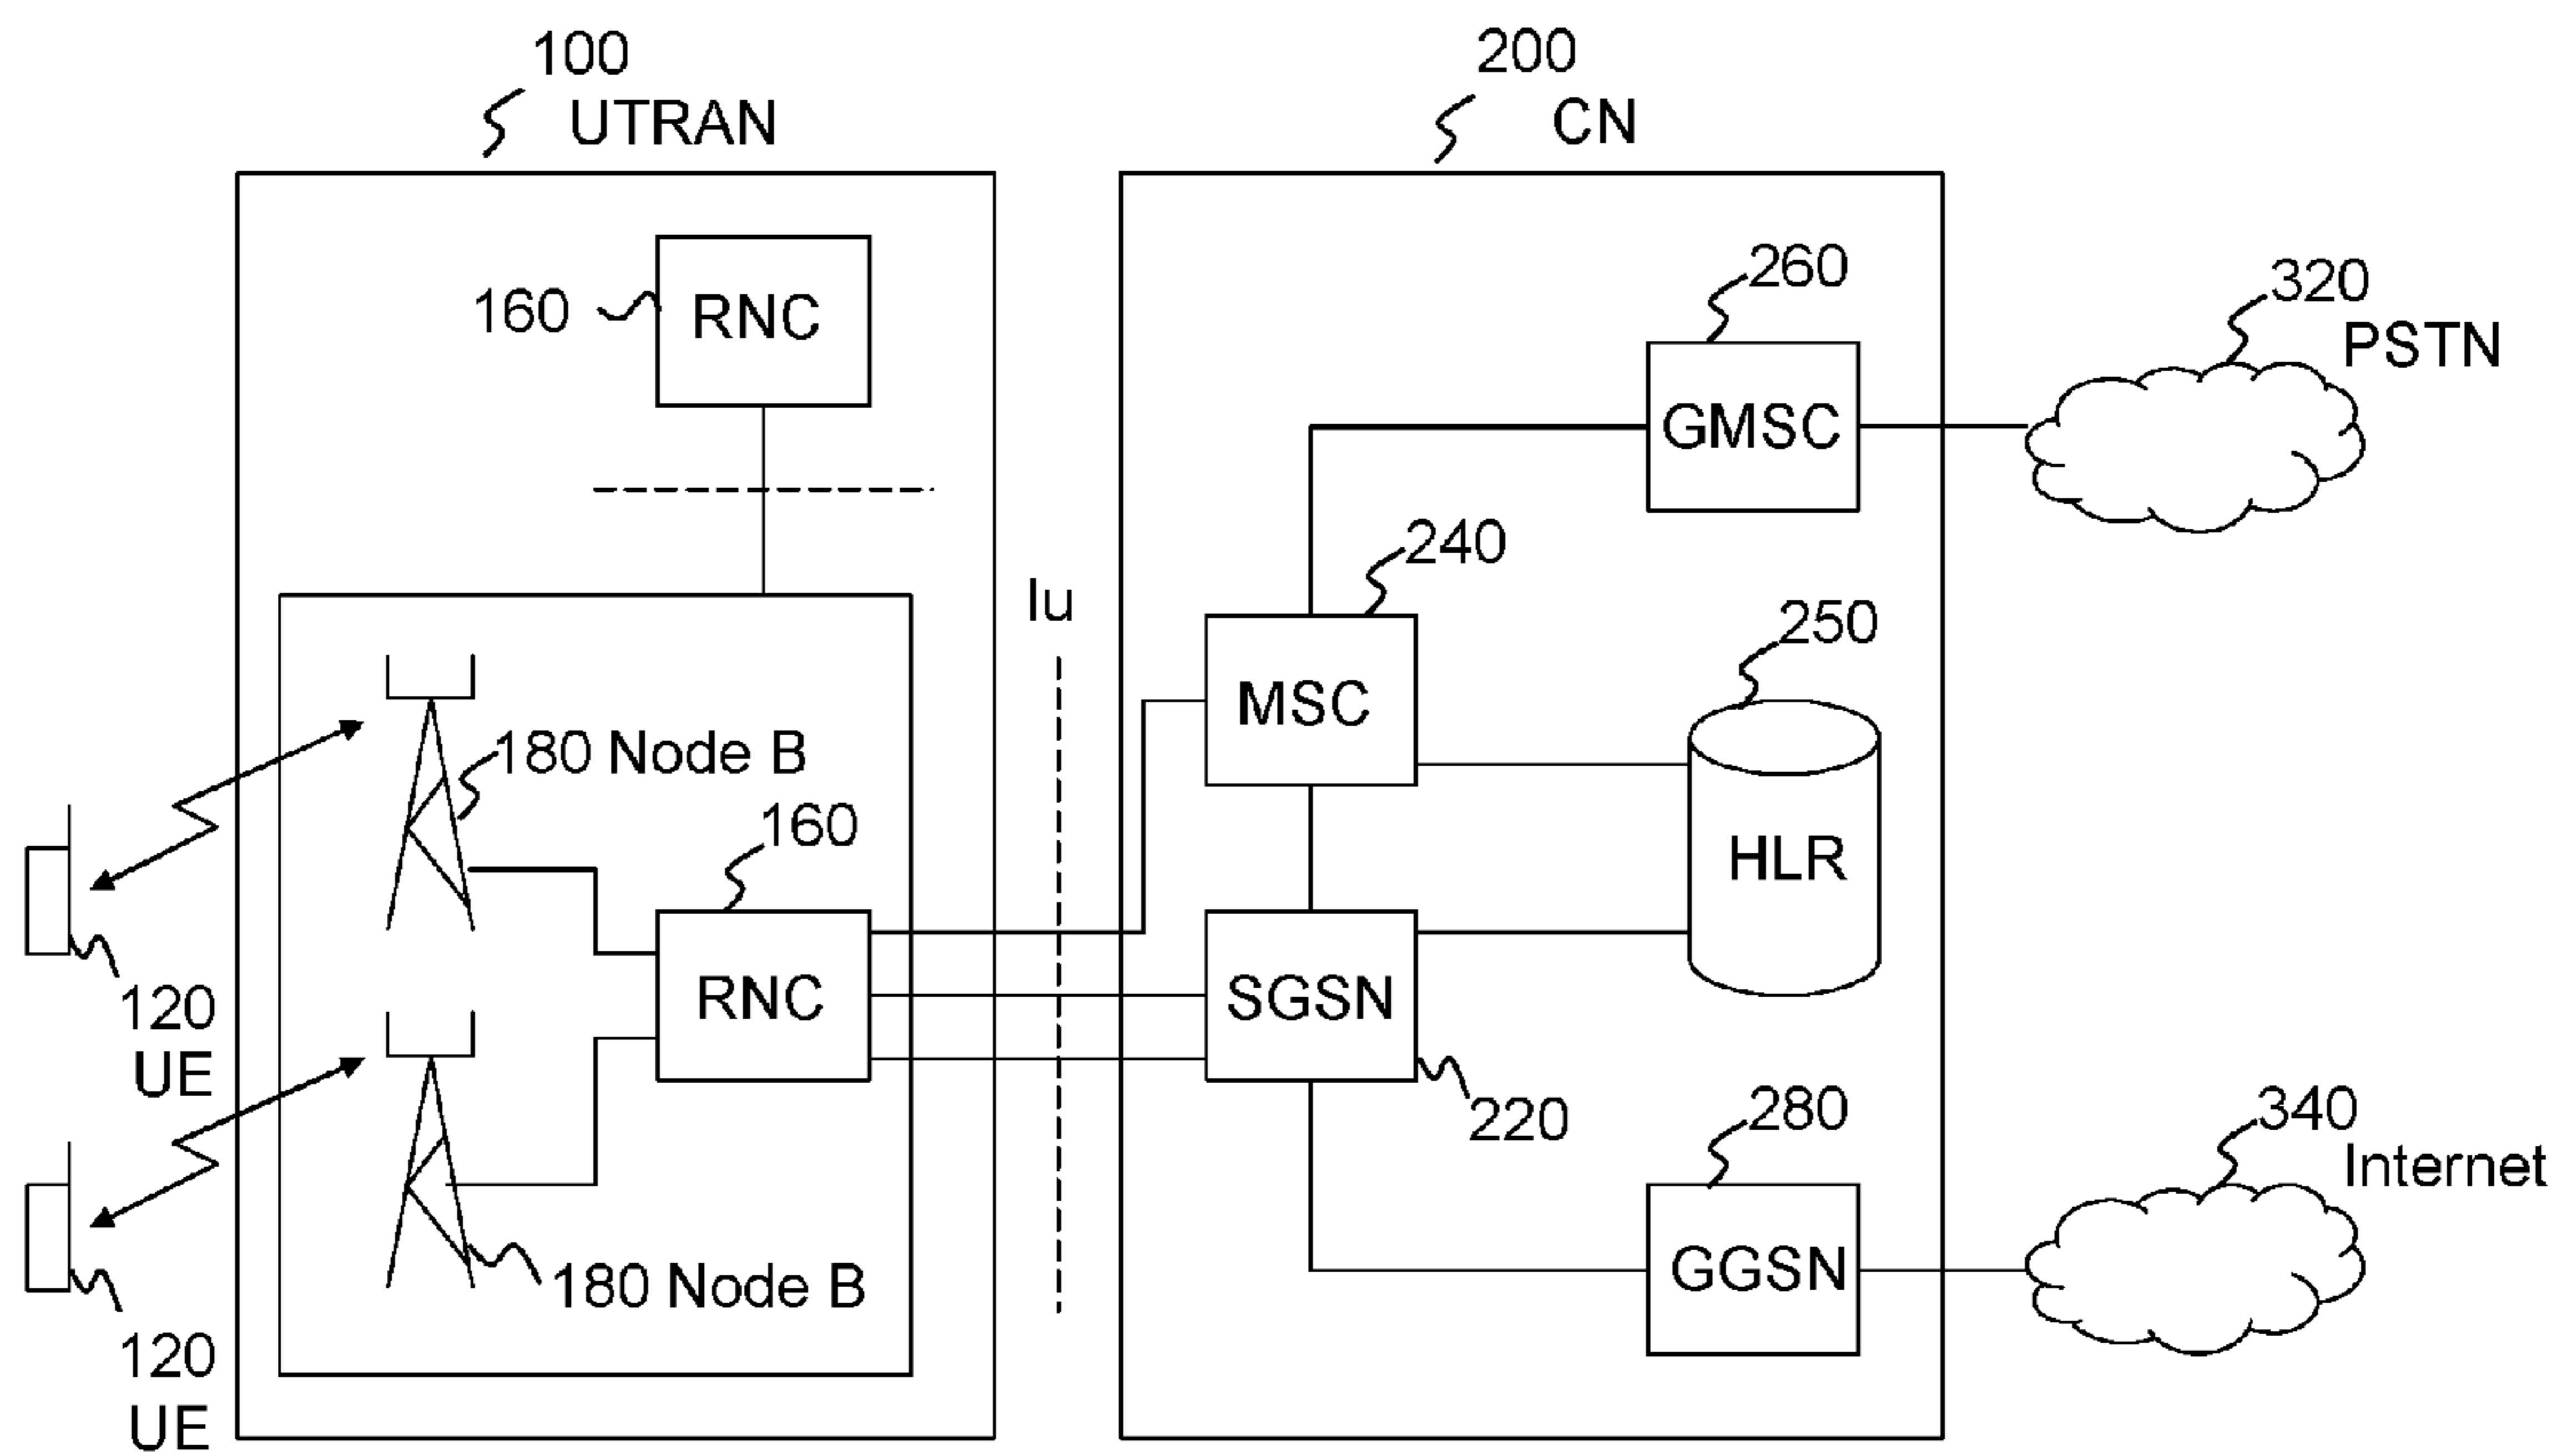 100
UTRAN
200
CN
160
RNC
260
GMSC
320
PSTN
240
MSC
Iu
250
HLR
180 Node B
160
RNC
SGSN
220
120
UE
180 Node B
120
UE
280
GGSN
340
Internet